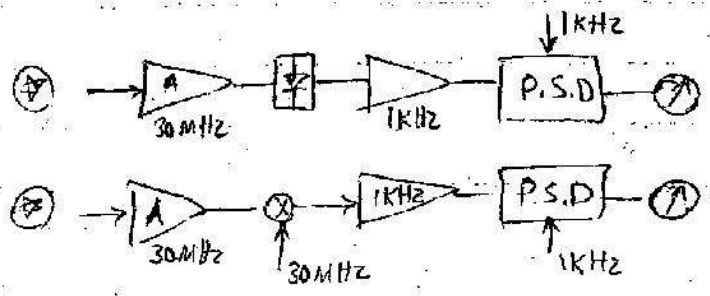 1KHz
A P.S.D
30MHz 1KHz
A 1KHz P.S.D
30MHz 30MHz 1KHz